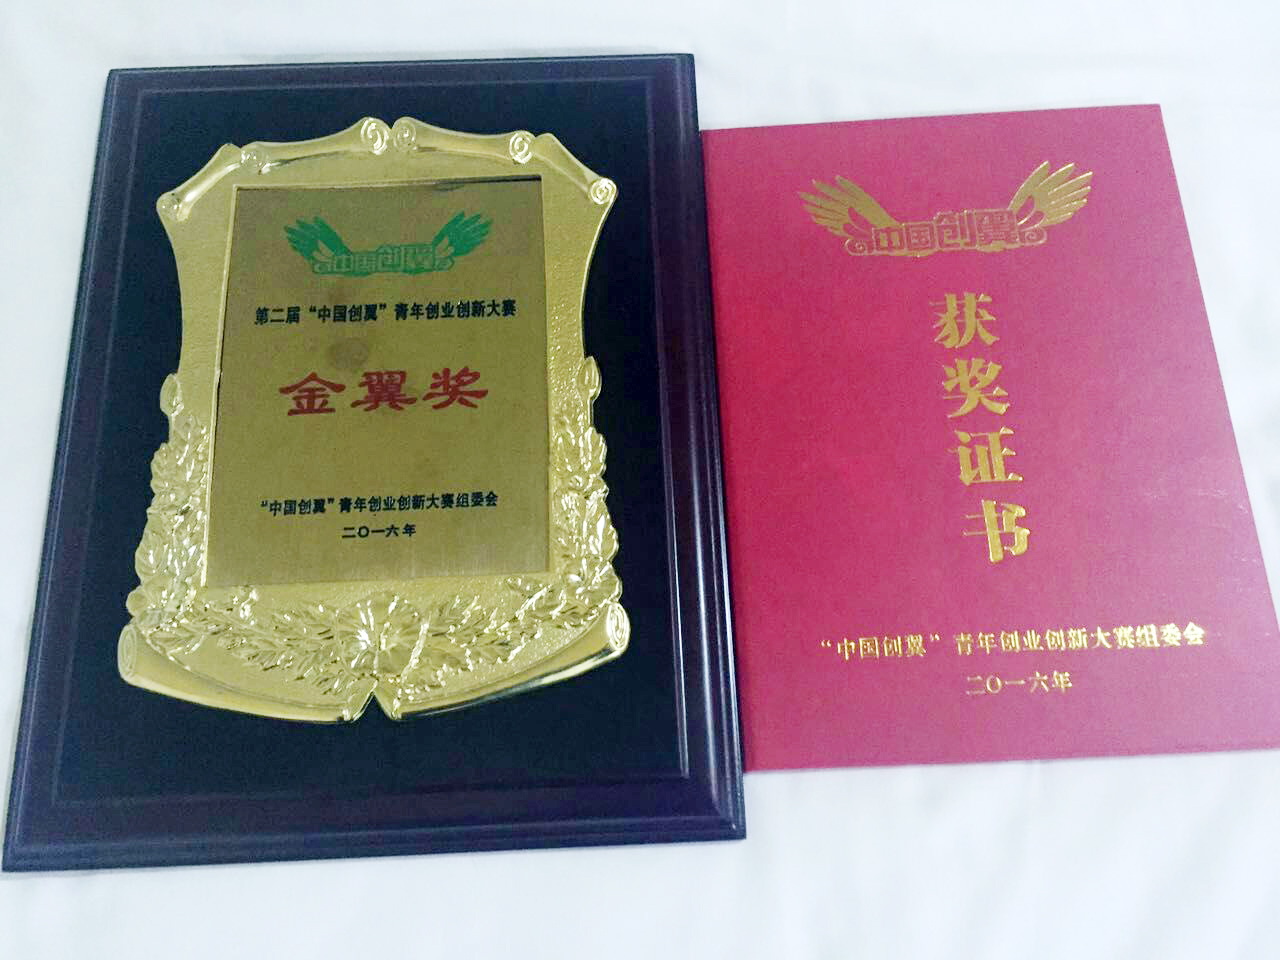 中国创翼
第二届“中国创翼”青年创业创新大赛
金翼奖
“中国创翼”青年创业创新大赛组委会
二〇一六年
中国创翼
获奖证书
“中国创翼”青年创业创新大赛组委会
二〇一六年